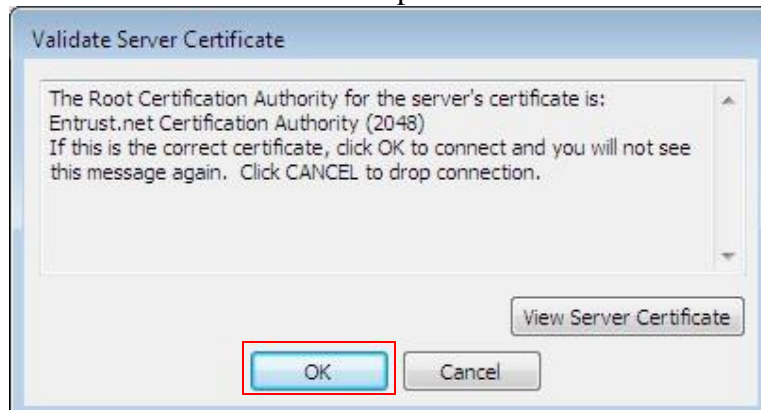 Validate Server Certificate
The Root Certification Authority for the server's certificate is:
Entrust.net Certification Authority (2048)
If this is the correct certificate, click OK to connect and you will not see
this message again.  Click CANCEL to drop connection.
View Server Certificate
OK
Cancel